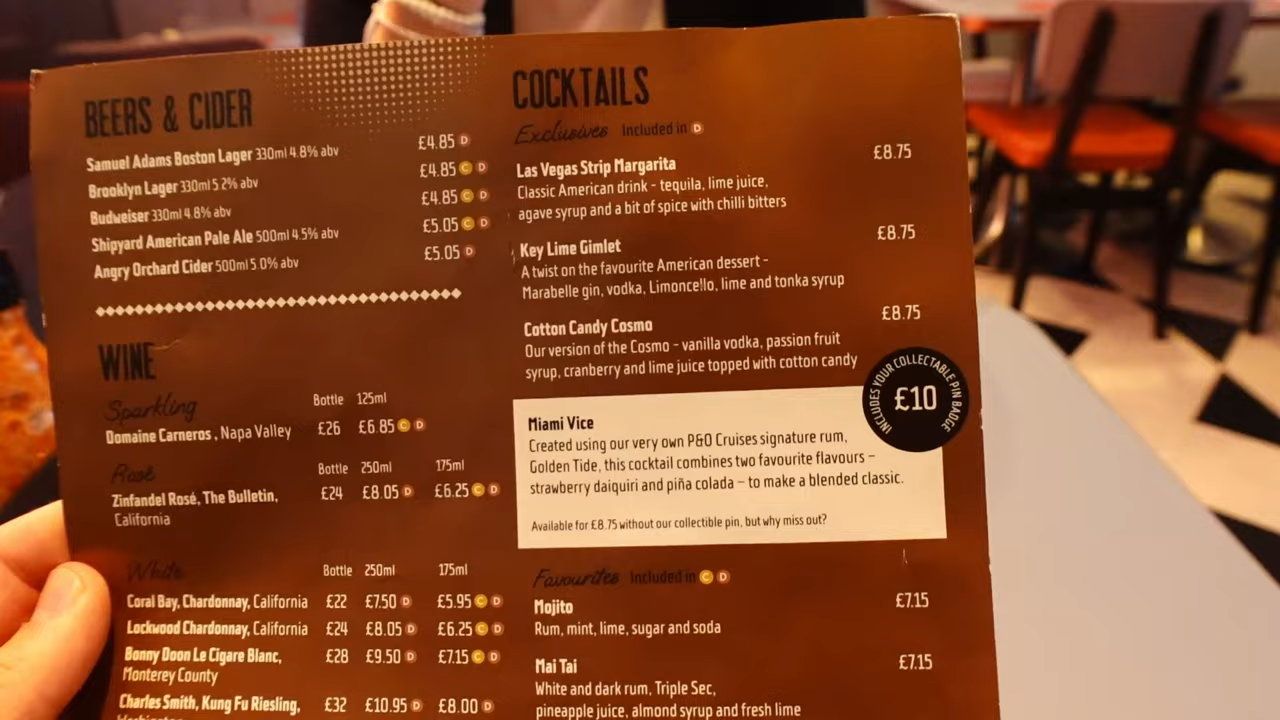 BEERS & CIDER
Samuel Adams Boston Lager 330ml 4.8% abv £4.85 D
Brooklyn Lager 330ml 5.2% abv £4.85 C D
Budweiser 330ml 4.8% abv £4.85 C D
Shipyard American Pale Ale 500ml 4.5% abv £5.05 C D
Angry Orchard Cider 500ml 5.0% abv £5.05 D
WINE
Sparkling Bottle 125ml
Domaine Carneros, Napa Valley £26 £6.85 C D
Rosé Bottle 250ml 175ml
Zinfandel Rosé, The Bulletin, £24 £8.05 D £6.25 C D
California
White Bottle 250ml 175ml
Coral Bay, Chardonnay, California £22 £7.50 D £5.95 C D
Lockwood Chardonnay, California £24 £8.05 D £6.25 C D
Bonny Doon Le Cigare Blanc, £28 £9.50 D £7.15 C D
Monterey County
Charles Smith, Kung Fu Riesling, £32 £10.95 D £8.00 D
COCKTAILS
Exclusives Included in D
Las Vegas Strip Margarita £8.75
Classic American drink - tequila, lime juice,
agave syrup and a bit of spice with chilli bitters
Key Lime Gimlet £8.75
A twist on the favourite American dessert -
Marabelle gin, vodka, Limoncello, lime and tonka syrup
Cotton Candy Cosmo £8.75
Our version of the Cosmo - vanilla vodka, passion fruit
syrup, cranberry and lime juice topped with cotton candy
INCLUDES YOUR COLLECTABLE PIN BADGE
£10
Miami Vice
Created using our very own P&O Cruises signature rum,
Golden Tide, this cocktail combines two favourite flavours –
strawberry daiquiri and piña colada – to make a blended classic.
Available for £8.75 without our collectible pin, but why miss out?
Favourites Included in C D
Mojito £7.15
Rum, mint, lime, sugar and soda
Mai Tai £7.15
White and dark rum, Triple Sec,
pineapple juice, almond syrup and fresh lime